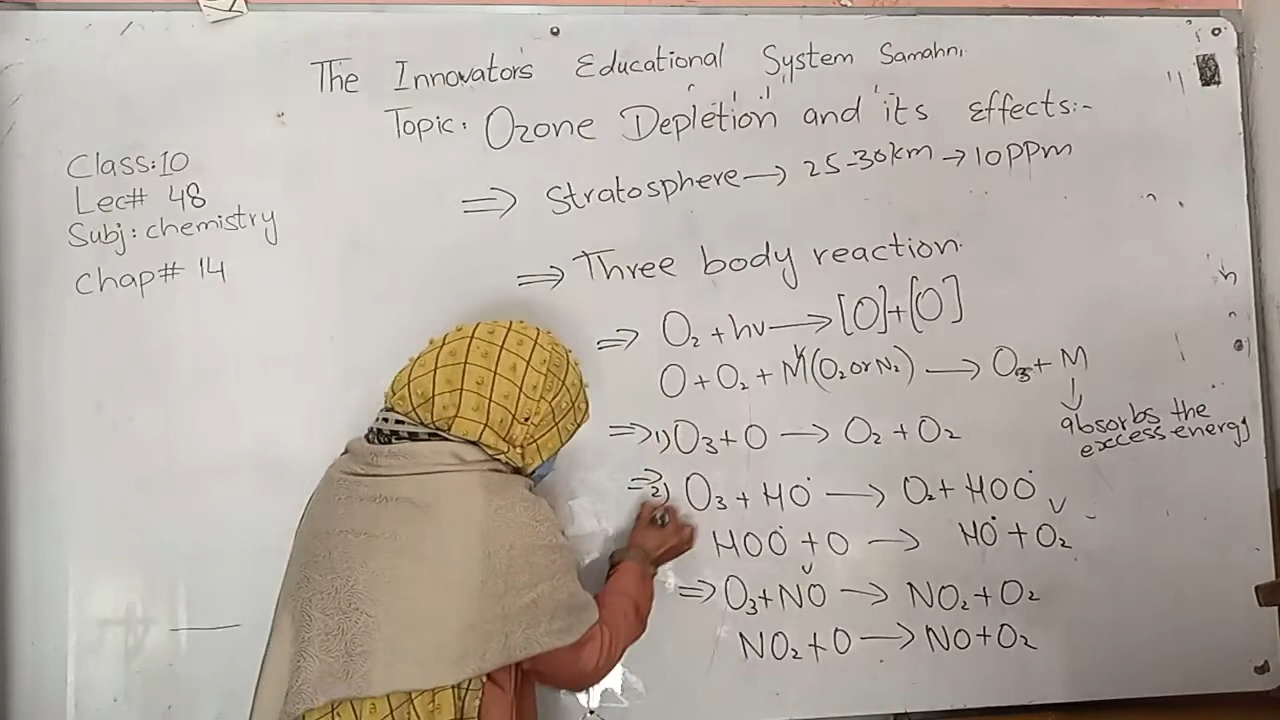 The Innovators Educational System Samahni
Topic: Ozone Depletion and its effects:-
Class:10
Lec# 48
Subj: chemistry
Chap# 14
⇒ Stratosphere → 25-30km → 10ppm
⇒ Three body reaction
⇒ O₂ + hv → [O]+[O]
O + O₂ + M(O₂ or N₂) → O₃ + M
↓
absorbs the
excess energy
⇒ 1) O₃ + O → O₂ + O₂
⇒ 2) O₃ + HO˙ → O₂ + HOO˙
HOO˙ + O → HO˙ + O₂
⇒ O₃ + NO → NO₂ + O₂
NO₂ + O → NO + O₂